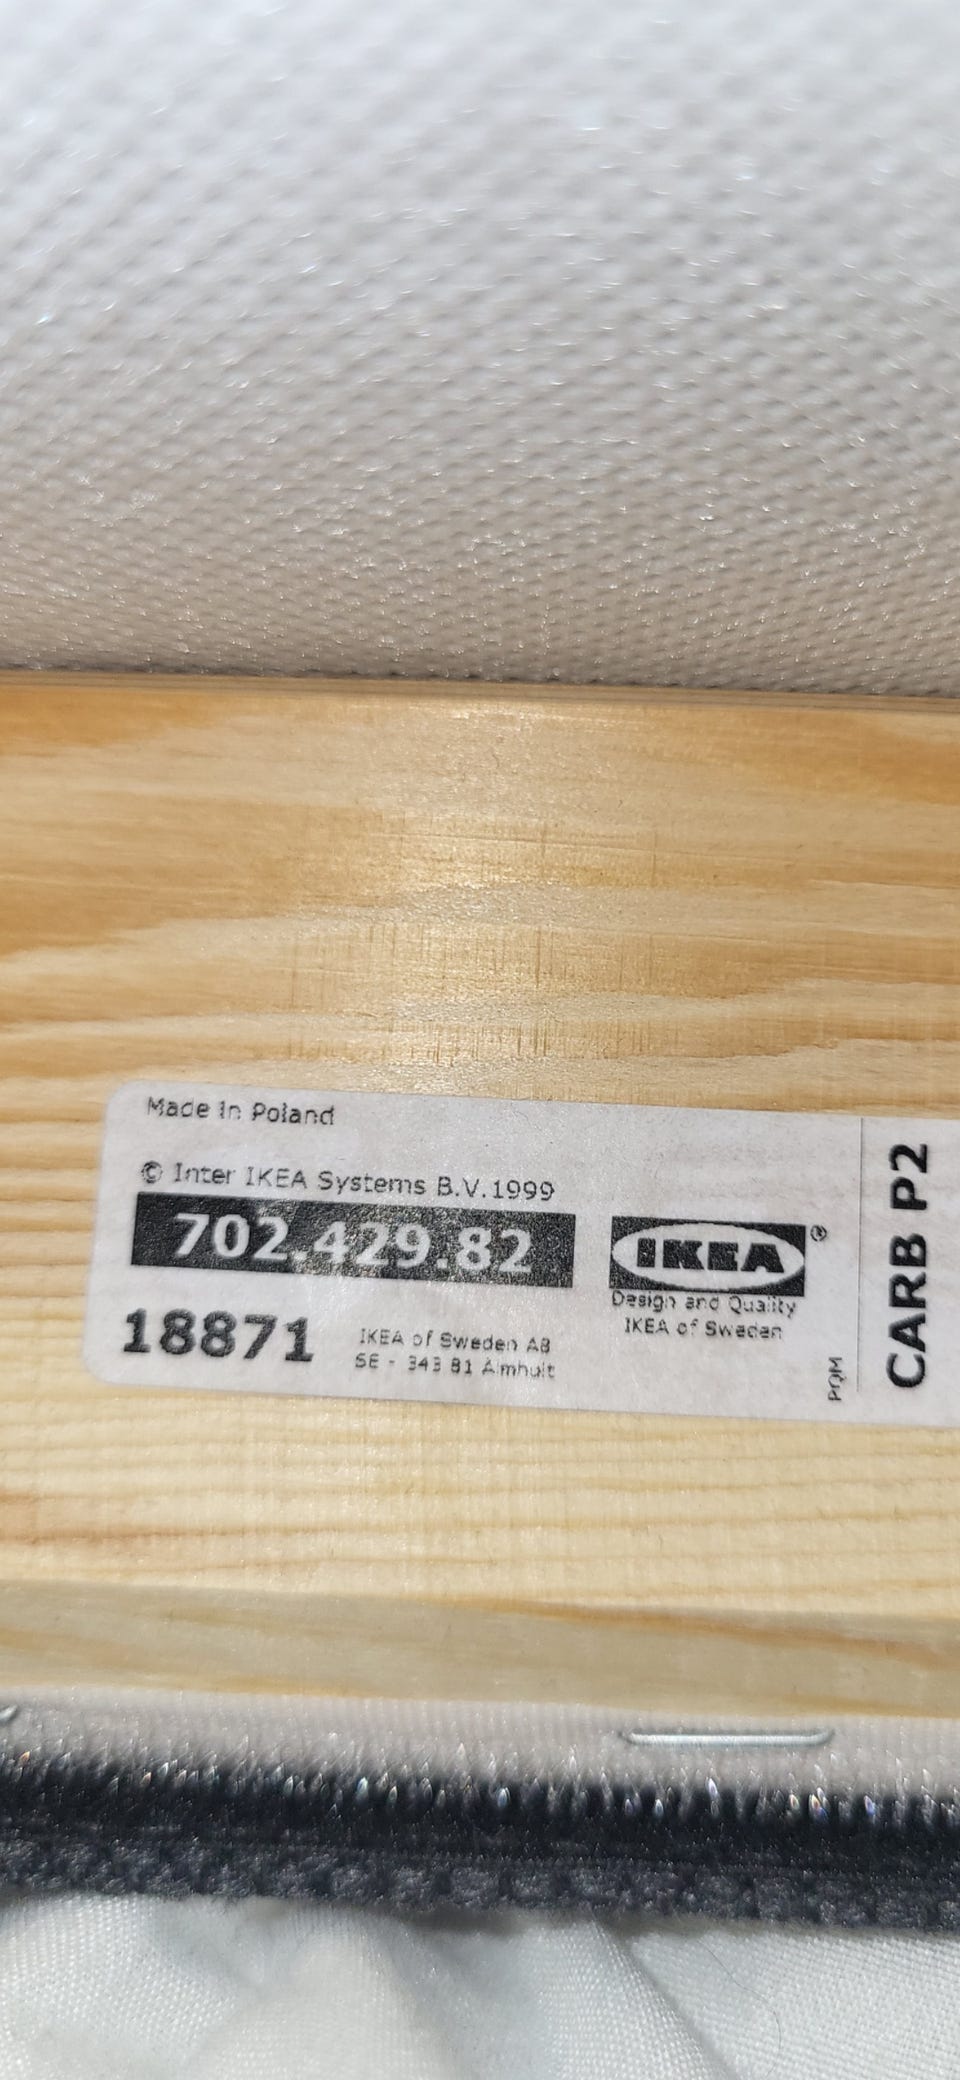 Made in Poland
© Inter IKEA Systems B.V.1999
702.429.82
18871
IKEA of Sweden AB
SE - 343 81 Almhult
IKEA®
Design and Quality
IKEA of Sweden
PQM
CARB P2